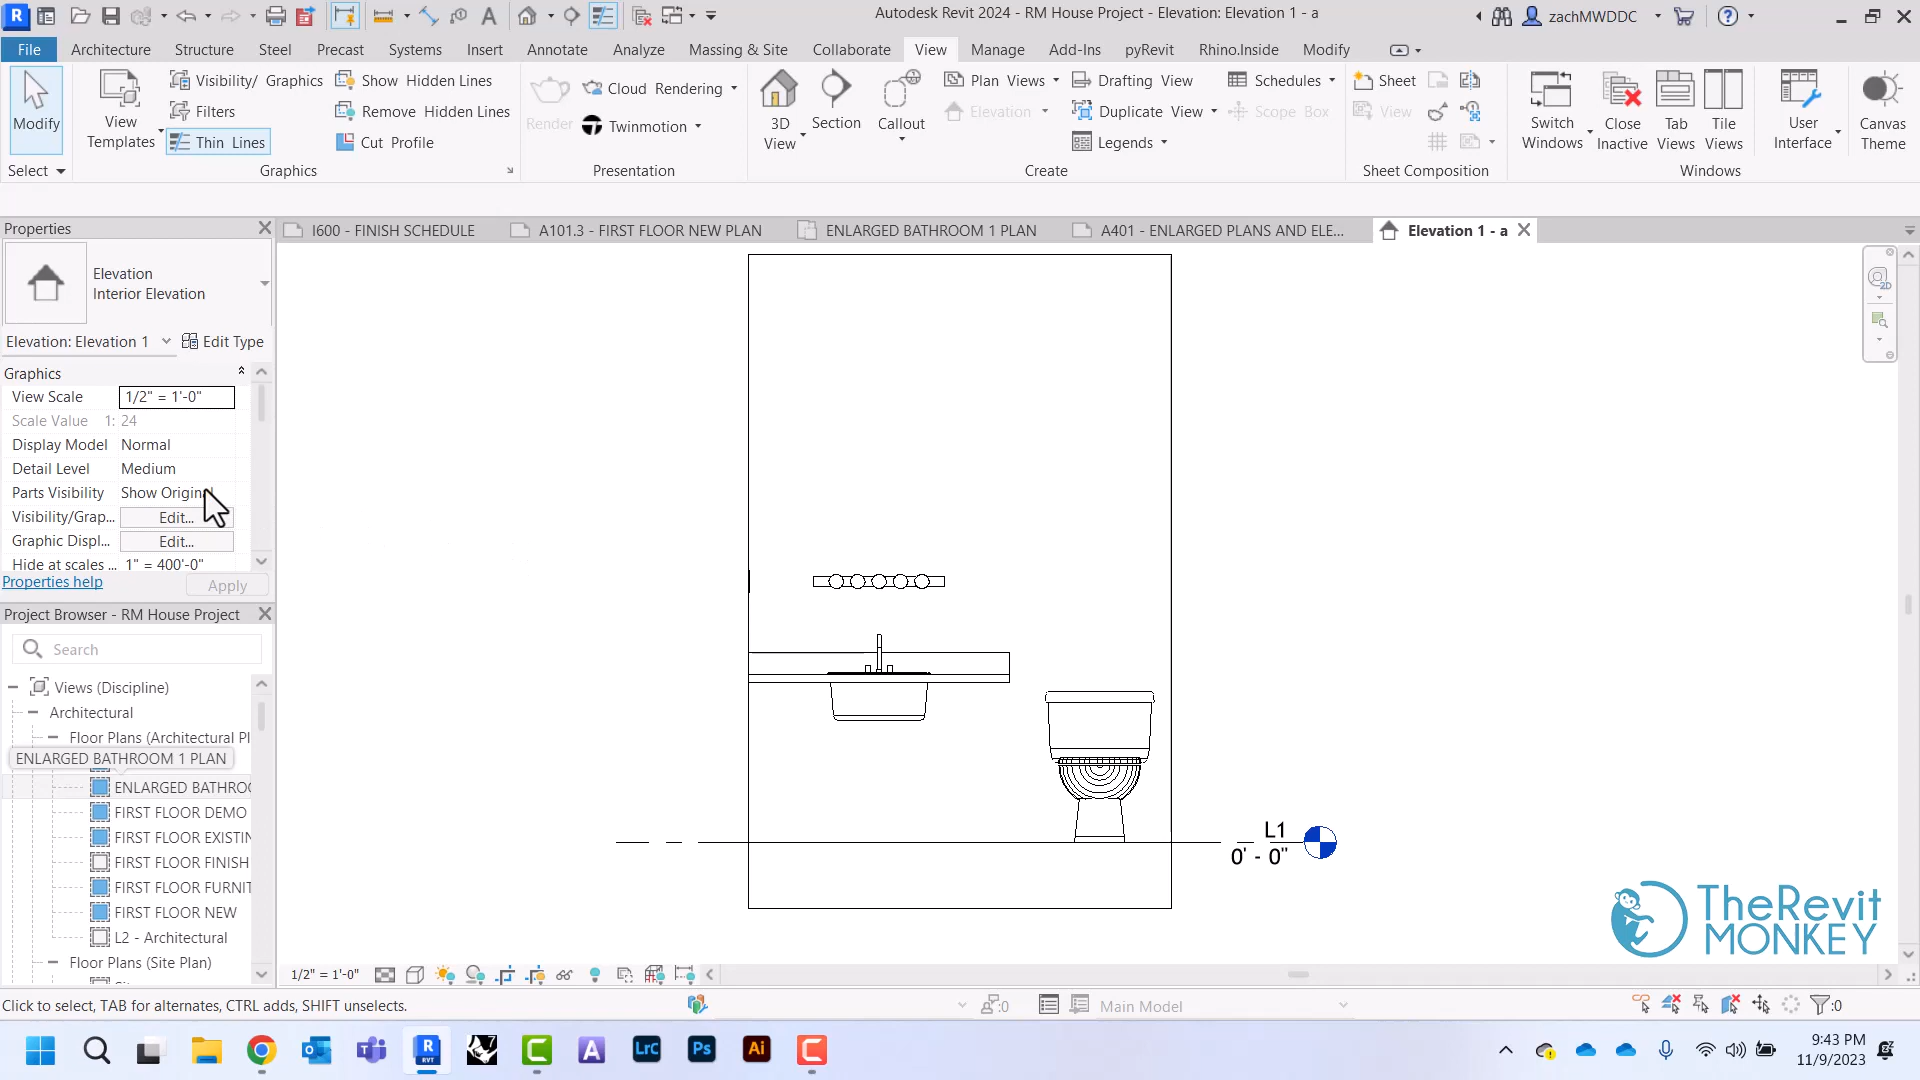 Autodesk Revit 2024 - RM House Project - Elevation: Elevation 1 - a
zachMWDDC
File Architecture Structure Steel Precast Systems Insert Annotate Analyze Massing & Site Collaborate View Manage Add-Ins pyRevit Rhino.Inside Modify
Modify
View Templates
Visibility/ Graphics
Filters
Thin Lines
Show Hidden Lines
Remove Hidden Lines
Cut Profile
Render
Cloud Rendering
Twinmotion
3D View
Section
Callout
Plan Views
Elevation
Drafting View
Duplicate View
Legends
Schedules
Scope Box
Sheet
View
Switch Windows
Close Inactive
Tab Views
Tile Views
User Interface
Canvas Theme
Select Graphics Presentation Create Sheet Composition Windows
Properties
I600 - FINISH SCHEDULE
A101.3 - FIRST FLOOR NEW PLAN
ENLARGED BATHROOM 1 PLAN
A401 - ENLARGED PLANS AND ELE...
Elevation 1 - a
Elevation
Interior Elevation
Elevation: Elevation 1
Edit Type
Graphics
View Scale 1/2" = 1'-0"
Scale Value 1: 24
Display Model Normal
Detail Level Medium
Parts Visibility Show Original
Visibility/Grap... Edit...
Graphic Displ... Edit...
Hide at scales ... 1" = 400'-0"
Properties help
Apply
Project Browser - RM House Project
Search
Views (Discipline)
Architectural
Floor Plans (Architectural Pl
ENLARGED BATHROOM 1 PLAN
ENLARGED BATHROO
FIRST FLOOR DEMO
FIRST FLOOR EXISTIN
FIRST FLOOR FINISH
FIRST FLOOR FURNIT
FIRST FLOOR NEW
L2 - Architectural
Floor Plans (Site Plan)
L1
0' - 0"
TheRevit
MONKEY
1/2" = 1'-0"
Click to select, TAB for alternates, CTRL adds, SHIFT unselects.
:0
Main Model
:0
9:43 PM
11/9/2023